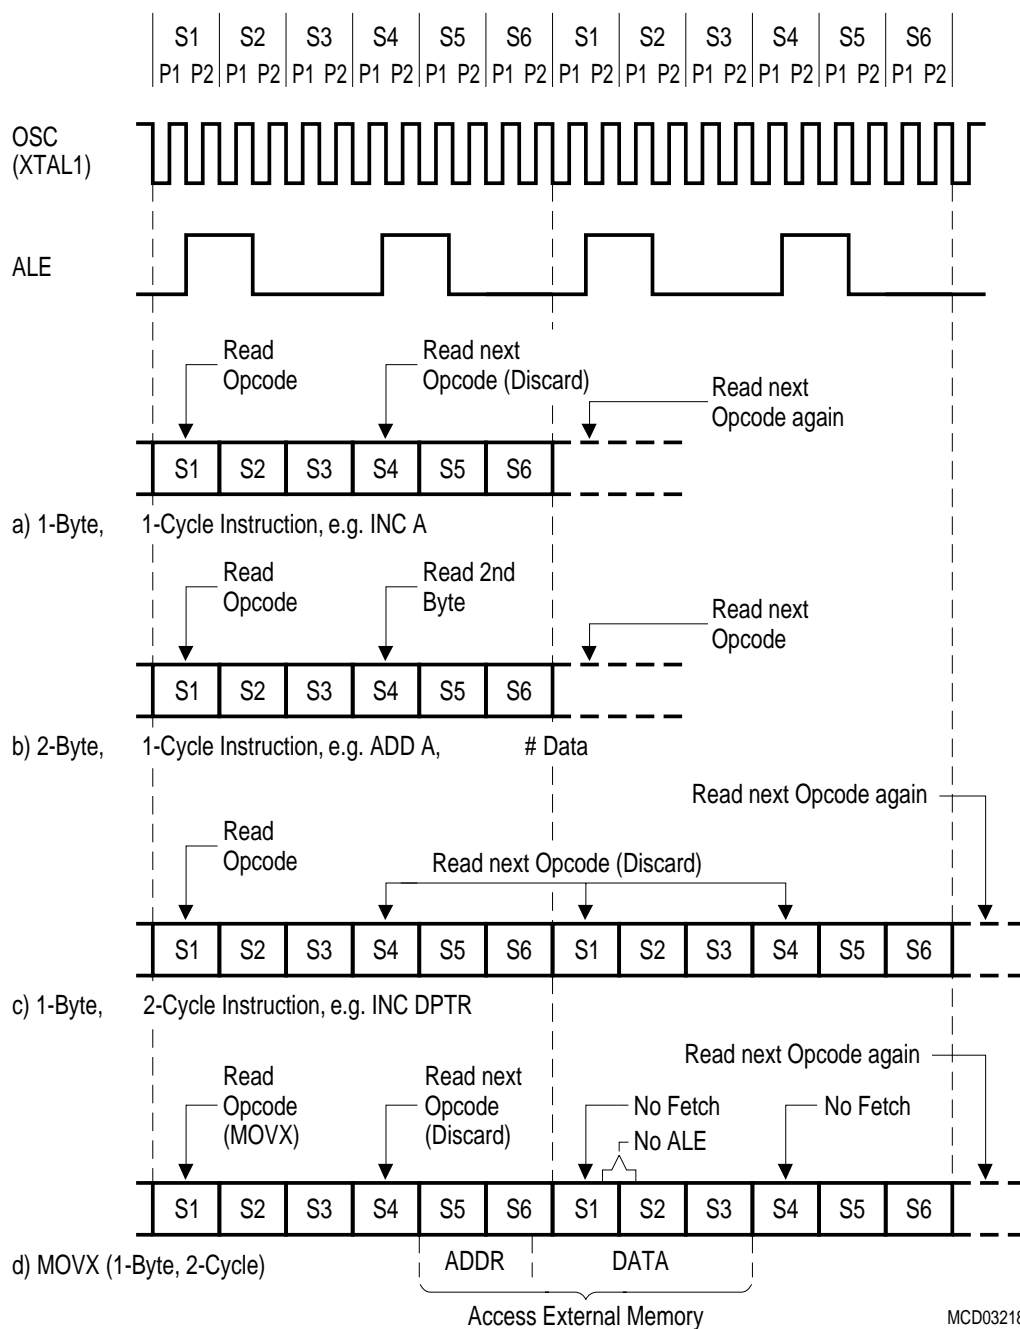 S1 S2 S3 S4 S5 S6 S1 S2 S3 S4 S5 S6
P1 P2 P1 P2 P1 P2 P1 P2 P1 P2 P1 P2 P1 P2 P1 P2 P1 P2 P1 P2 P1 P2 P1 P2
OSC
(XTAL1)
ALE
Read
Opcode
Read next
Opcode (Discard)
Read next
Opcode again
S1 S2 S3 S4 S5 S6
a) 1-Byte, 1-Cycle Instruction, e.g. INC A
Read
Opcode
Read 2nd
Byte
Read next
Opcode
S1 S2 S3 S4 S5 S6
b) 2-Byte, 1-Cycle Instruction, e.g. ADD A, # Data
Read next Opcode again
Read
Opcode
Read next Opcode (Discard)
S1 S2 S3 S4 S5 S6 S1 S2 S3 S4 S5 S6
c) 1-Byte, 2-Cycle Instruction, e.g. INC DPTR
Read next Opcode again
Read
Opcode
(MOVX)
Read next
Opcode
(Discard)
No Fetch
No ALE
No Fetch
S1 S2 S3 S4 S5 S6 S1 S2 S3 S4 S5 S6
d) MOVX (1-Byte, 2-Cycle)
ADDR DATA
Access External Memory
MCD03218